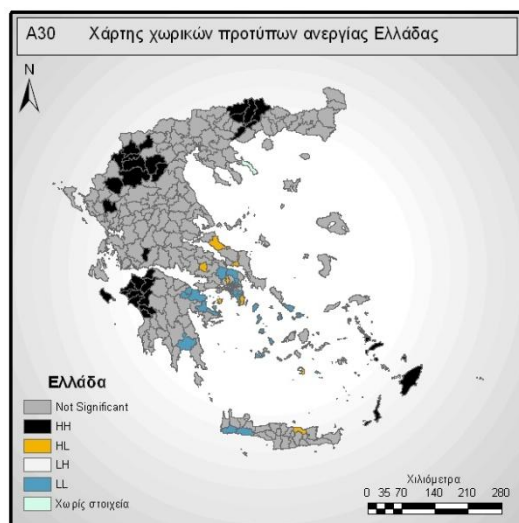 A30 Χάρτης χωρικών προτύπων ανεργίας Ελλάδας
N
Ελλάδα
Not Significant
HH
HL
LH
LL
Χωρίς στοιχεία
Χιλιόμετρα
0 35 70 140 210 280